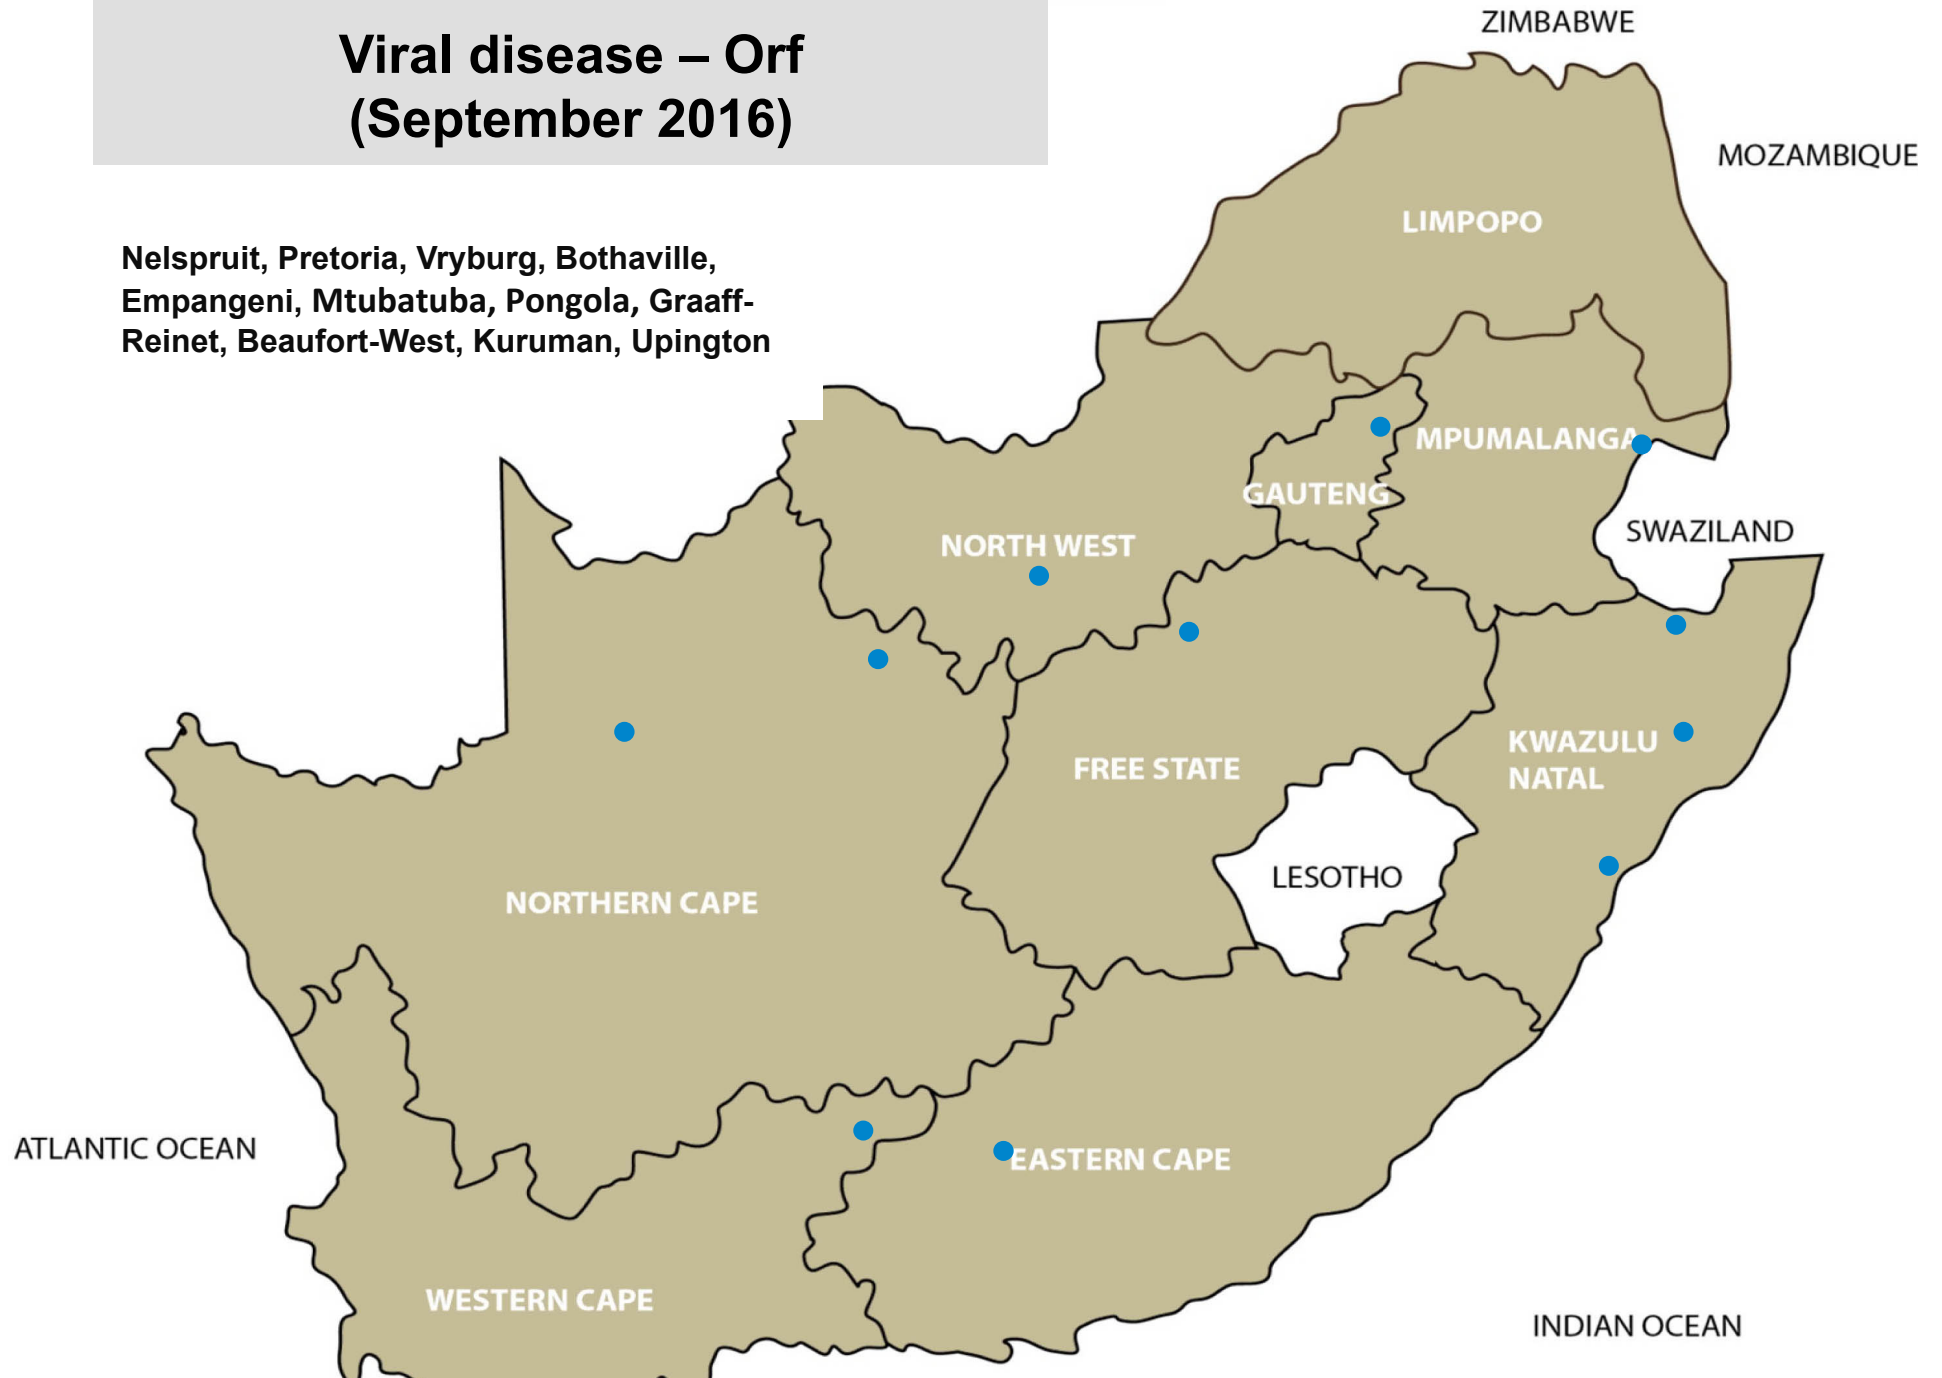 Viral disease – Orf
(September 2016)
Nelspruit, Pretoria, Vryburg, Bothaville,
Empangeni, Mtubatuba, Pongola, Graaff-
Reinet, Beaufort-West, Kuruman, Upington
ZIMBABWE
MOZAMBIQUE
LIMPOPO
MPUMALANGA
GAUTENG
SWAZILAND
NORTH WEST
KWAZULU
NATAL
FREE STATE
LESOTHO
NORTHERN CAPE
ATLANTIC OCEAN
EASTERN CAPE
WESTERN CAPE
INDIAN OCEAN